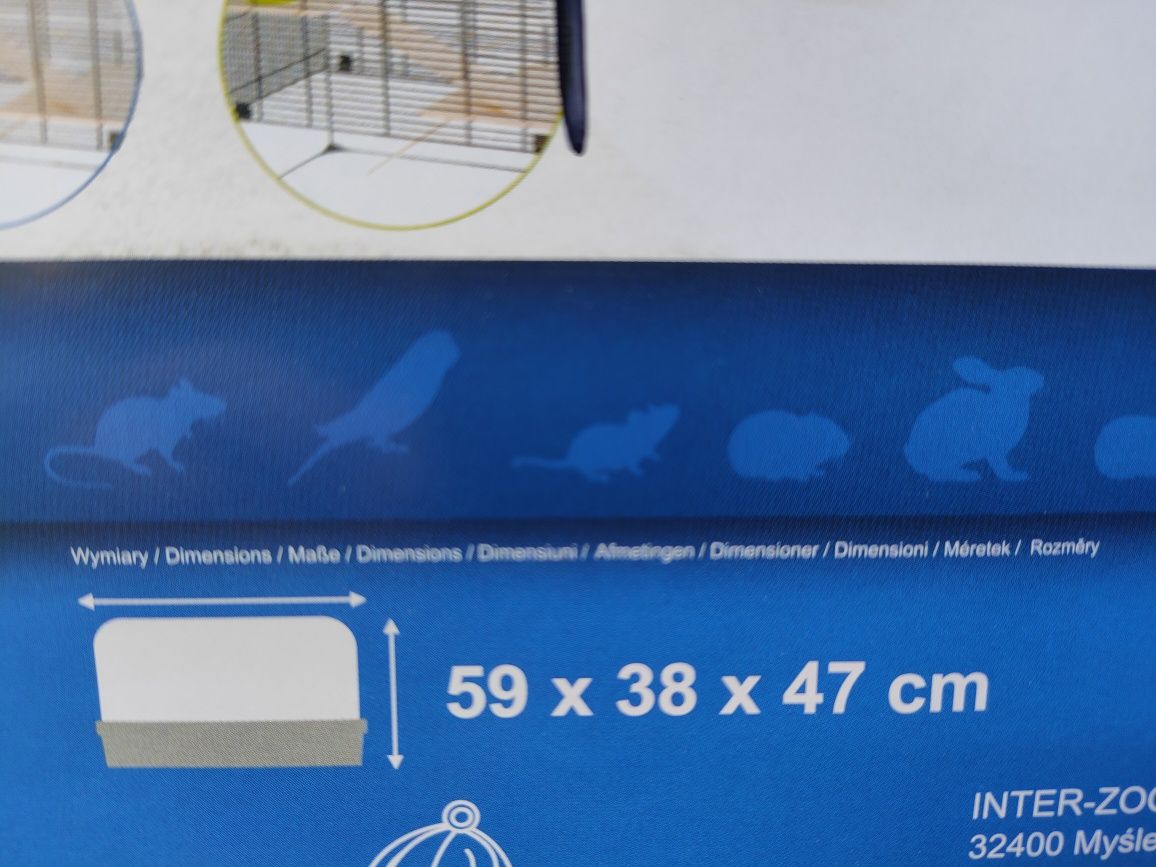 Wymiary / Dimensions / Maße / Dimensions / Dimensiuni / Afmetingen / Dimensioner / Dimensioni / Méretek / Rozměry
59 x 38 x 47 cm
INTER-ZOO
32400 Myśle